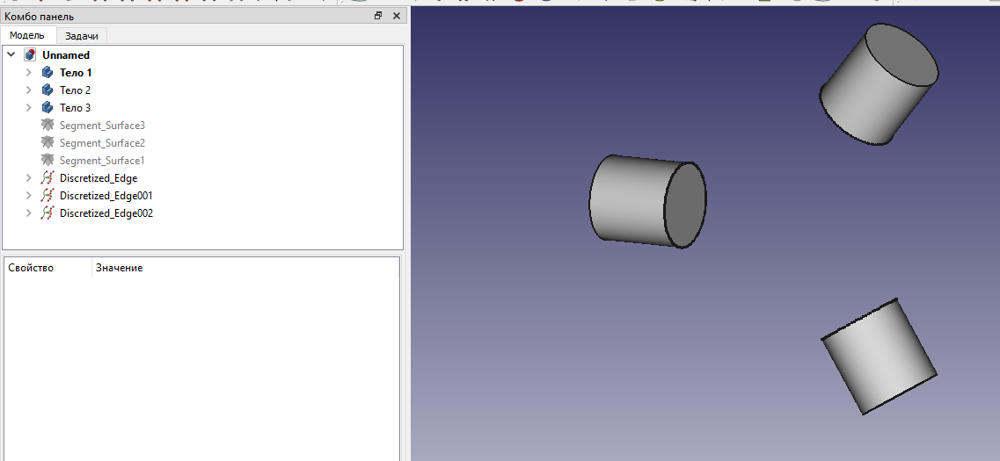 Комбо панель
Модель
Задачи
Unnamed
Тело 1
Тело 2
Тело 3
Segment_Surface3
Segment_Surface2
Segment_Surface1
Discretized_Edge
Discretized_Edge001
Discretized_Edge002
Свойство
Значение